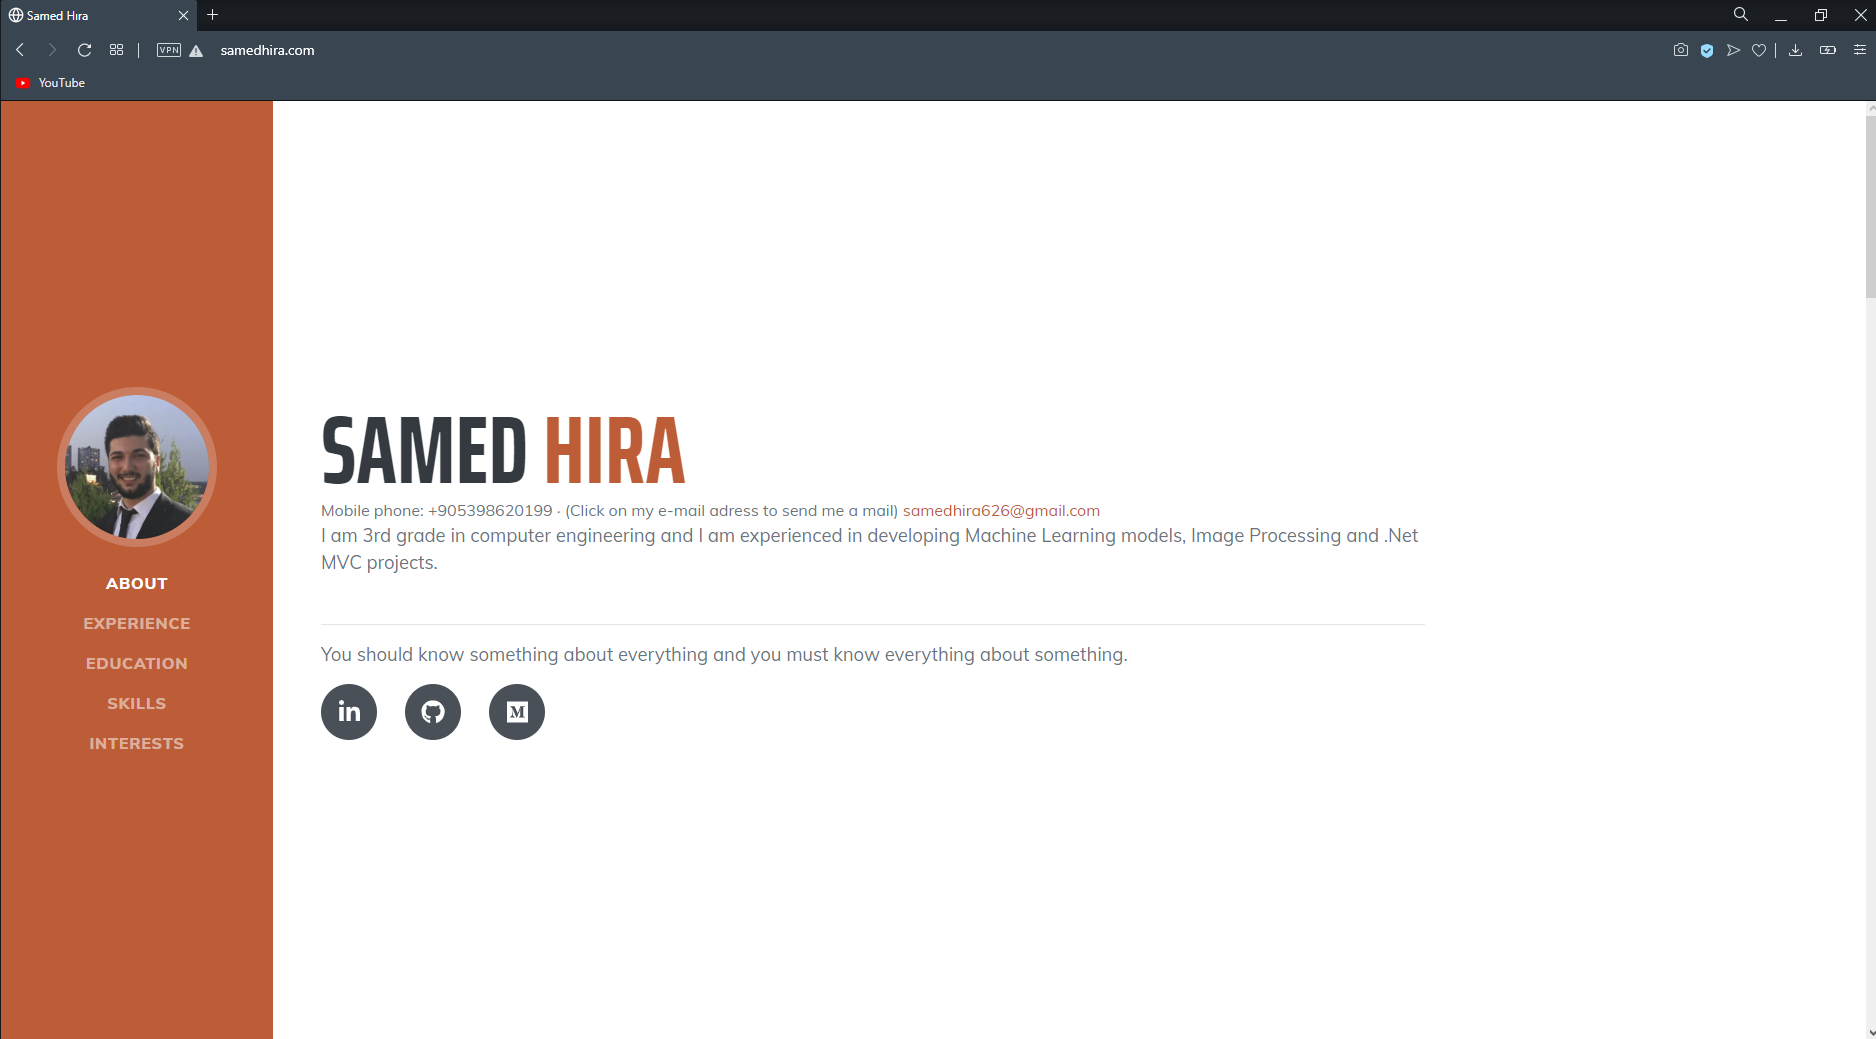 Samed Hıra
VPN
samedhira.com
YouTube
SAMED HIRA
Mobile phone: +905398620199 · (Click on my e-mail adress to send me a mail) samedhira626@gmail.com
I am 3rd grade in computer engineering and I am experienced in developing Machine Learning models, Image Processing and .Net
MVC projects.
ABOUT
EXPERIENCE
EDUCATION
SKILLS
INTERESTS
You should know something about everything and you must know everything about something.
in
M